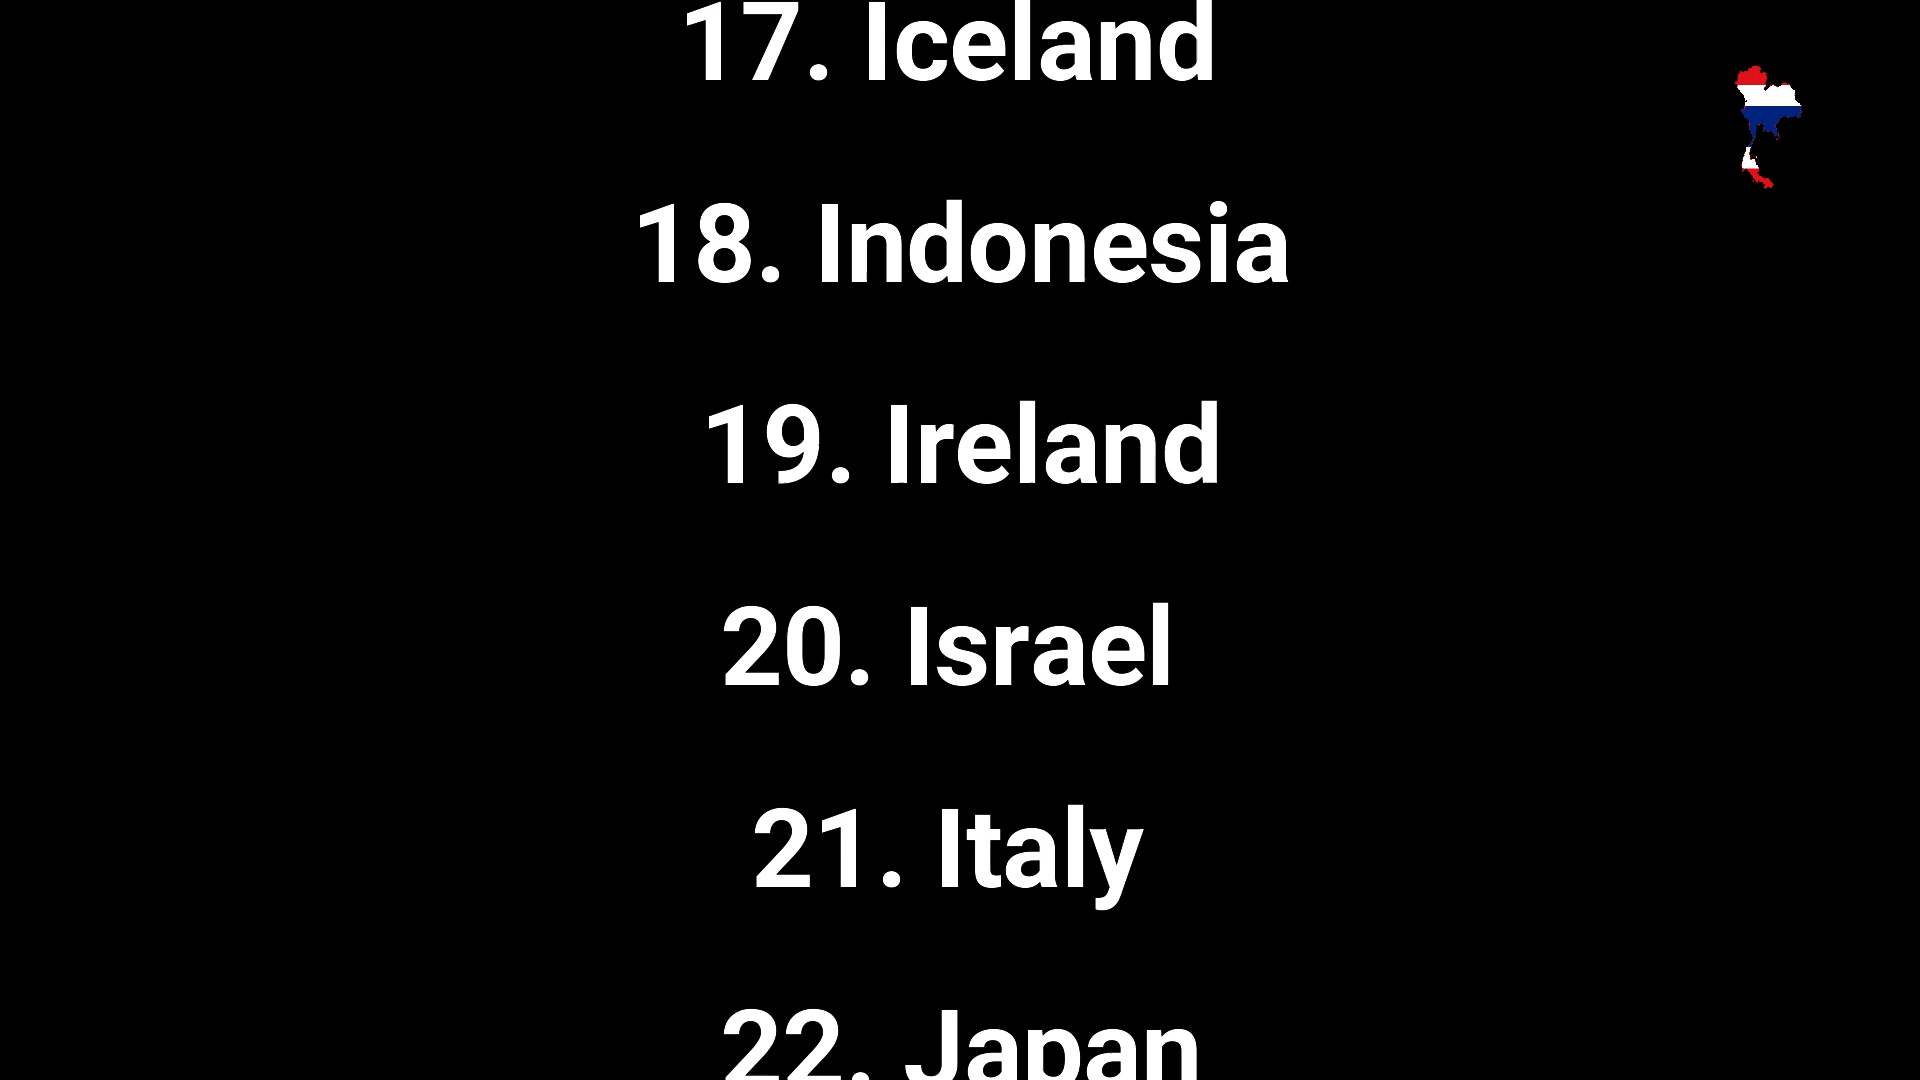 17. Iceland
18. Indonesia
19. Ireland
20. Israel
21. Italy
22. Japan